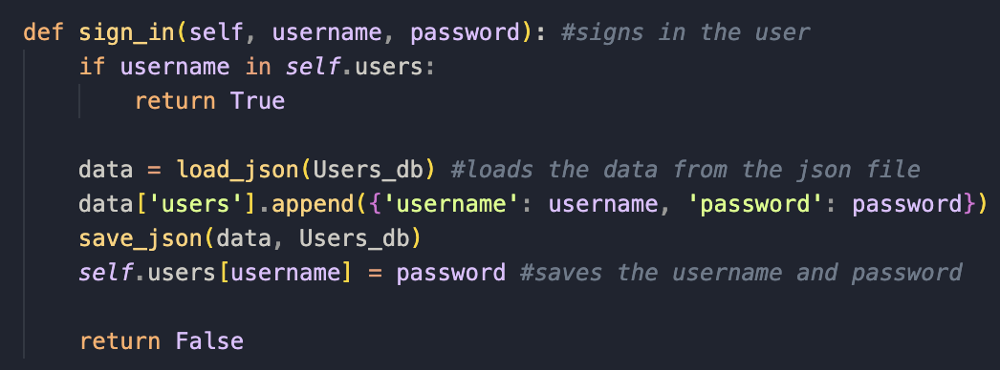 def sign_in(self, username, password): #signs in the user
    if username in self.users:
        return True

    data = load_json(Users_db) #loads the data from the json file
    data['users'].append({'username': username, 'password': password})
    save_json(data, Users_db)
    self.users[username] = password #saves the username and password

    return False